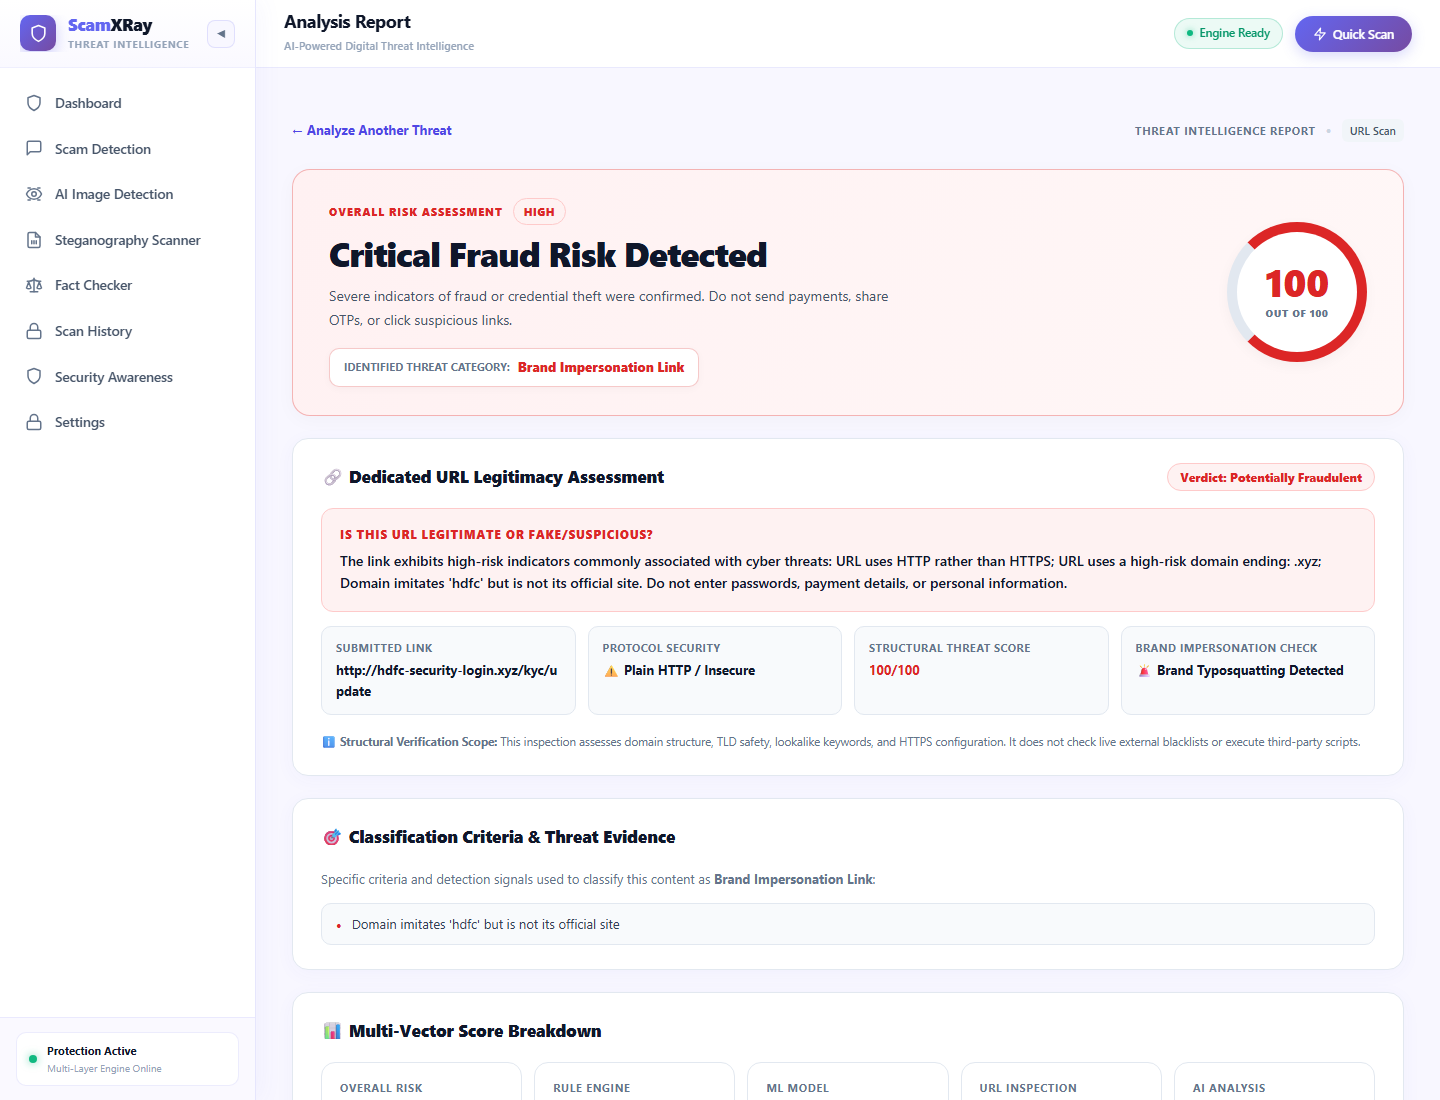 ScamXRay
THREAT INTELLIGENCE
Dashboard
Scam Detection
AI Image Detection
Steganography Scanner
Fact Checker
Scan History
Security Awareness
Settings
Protection Active
Multi-Layer Engine Online
Analysis Report
AI-Powered Digital Threat Intelligence
Engine Ready
Quick Scan
← Analyze Another Threat
THREAT INTELLIGENCE REPORT • URL Scan
OVERALL RISK ASSESSMENT HIGH
Critical Fraud Risk Detected
Severe indicators of fraud or credential theft were confirmed. Do not send payments, share
OTPs, or click suspicious links.
IDENTIFIED THREAT CATEGORY: Brand Impersonation Link
100
OUT OF 100
Dedicated URL Legitimacy Assessment
Verdict: Potentially Fraudulent
IS THIS URL LEGITIMATE OR FAKE/SUSPICIOUS?
The link exhibits high-risk indicators commonly associated with cyber threats: URL uses HTTP rather than HTTPS; URL uses a high-risk domain ending: .xyz;
Domain imitates 'hdfc' but is not its official site. Do not enter passwords, payment details, or personal information.
SUBMITTED LINK
http://hdfc-security-login.xyz/kyc/u
pdate
PROTOCOL SECURITY
Plain HTTP / Insecure
STRUCTURAL THREAT SCORE
100/100
BRAND IMPERSONATION CHECK
Brand Typosquatting Detected
Structural Verification Scope: This inspection assesses domain structure, TLD safety, lookalike keywords, and HTTPS configuration. It does not check live external blacklists or execute third-party scripts.
Classification Criteria & Threat Evidence
Specific criteria and detection signals used to classify this content as Brand Impersonation Link:
• Domain imitates 'hdfc' but is not its official site
Multi-Vector Score Breakdown
OVERALL RISK
RULE ENGINE
ML MODEL
URL INSPECTION
AI ANALYSIS